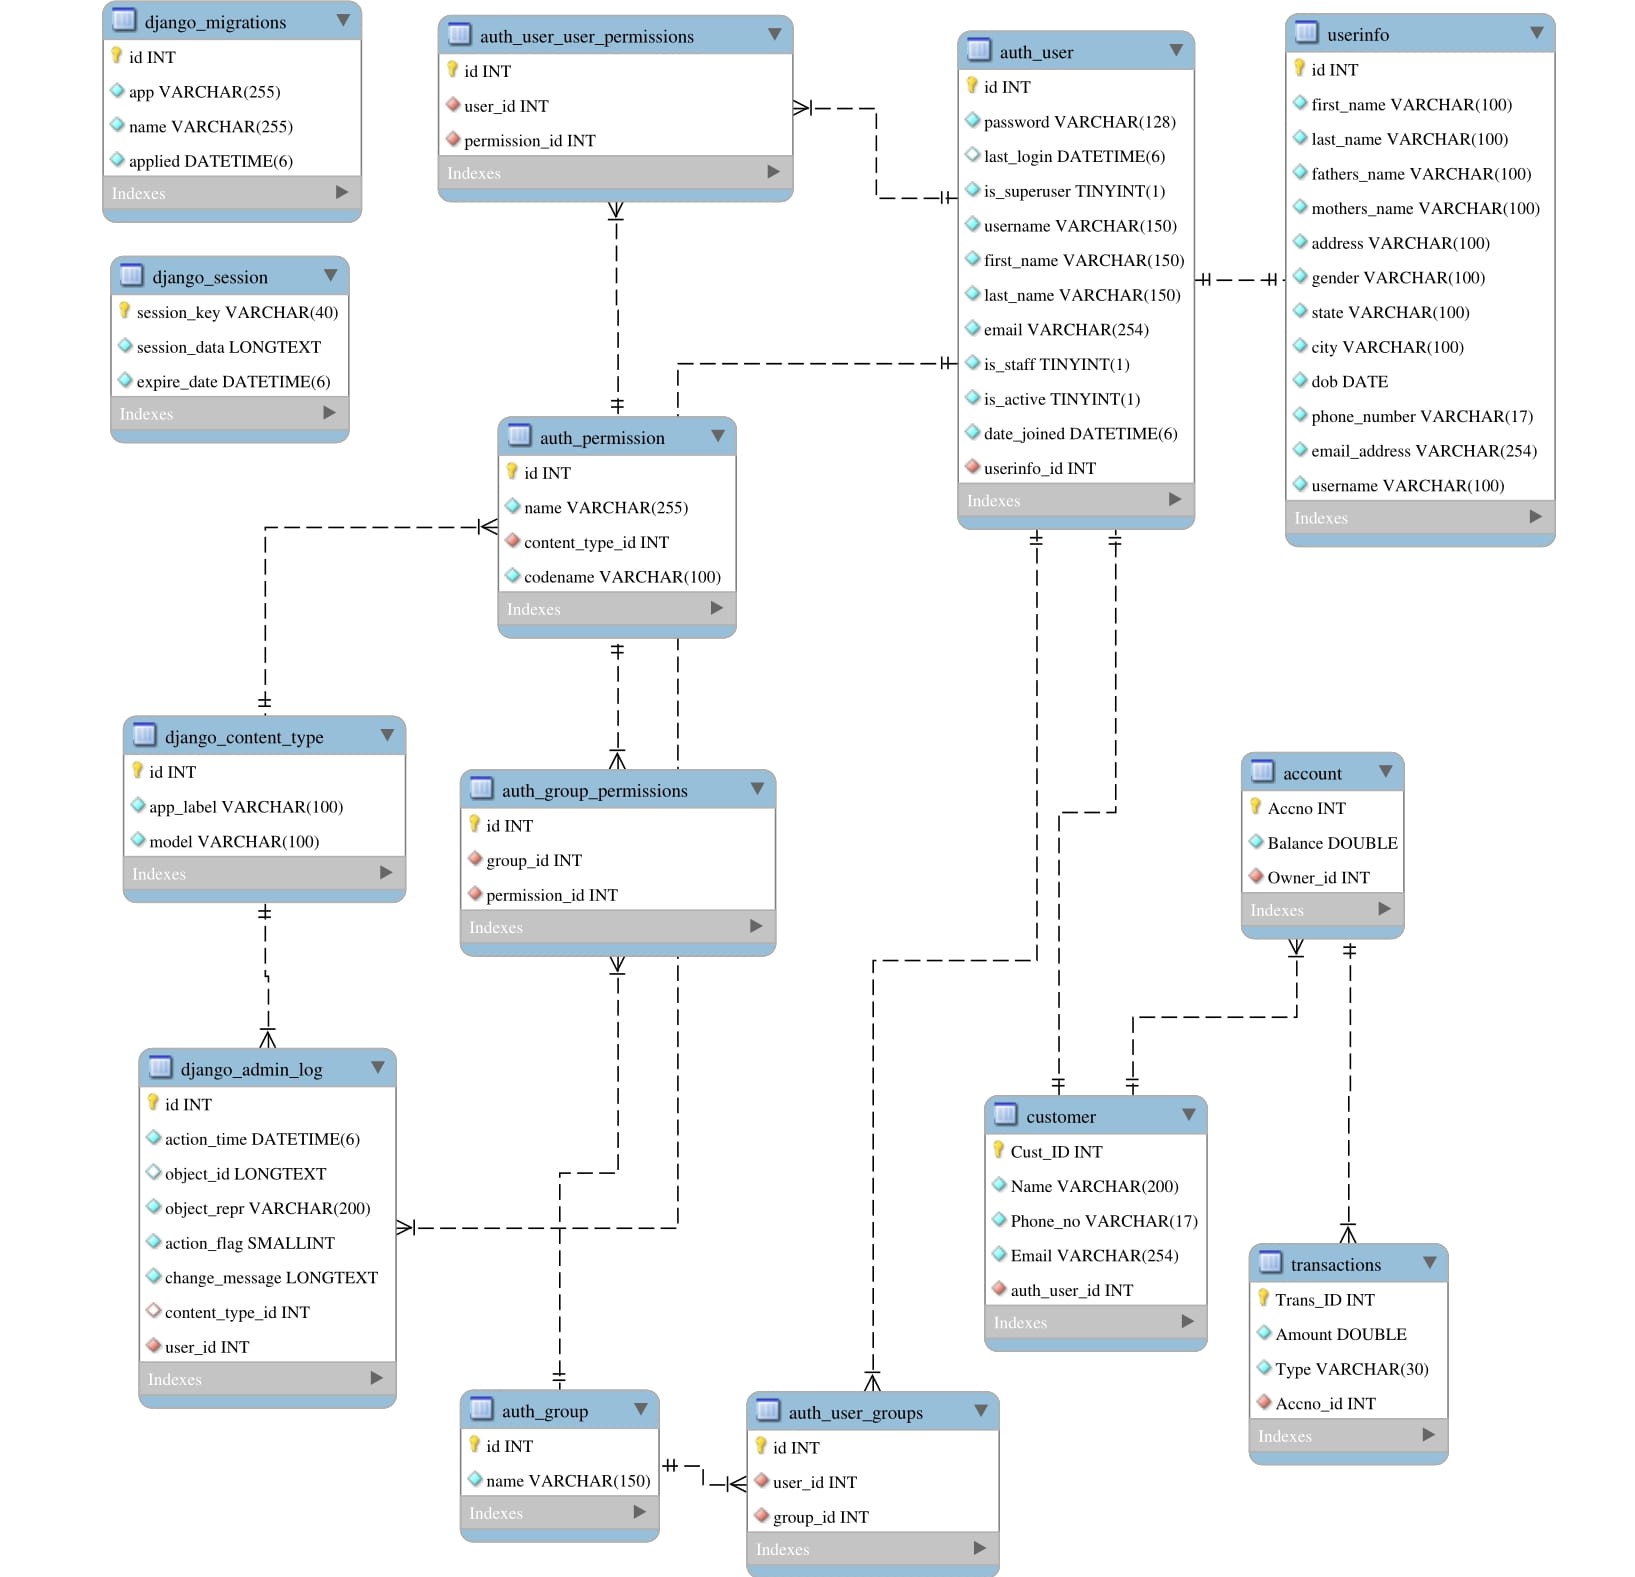 django_migrations
id INT
app VARCHAR(255)
name VARCHAR(255)
applied DATETIME(6)
Indexes
auth_user_user_permissions
id INT
user_id INT
permission_id INT
Indexes
auth_user
id INT
password VARCHAR(128)
last_login DATETIME(6)
is_superuser TINYINT(1)
username VARCHAR(150)
first_name VARCHAR(150)
last_name VARCHAR(150)
email VARCHAR(254)
is_staff TINYINT(1)
is_active TINYINT(1)
date_joined DATETIME(6)
userinfo_id INT
Indexes
userinfo
id INT
first_name VARCHAR(100)
last_name VARCHAR(100)
fathers_name VARCHAR(100)
mothers_name VARCHAR(100)
address VARCHAR(100)
gender VARCHAR(100)
state VARCHAR(100)
city VARCHAR(100)
dob DATE
phone_number VARCHAR(17)
email_address VARCHAR(254)
username VARCHAR(100)
Indexes
django_session
session_key VARCHAR(40)
session_data LONGTEXT
expire_date DATETIME(6)
Indexes
auth_permission
id INT
name VARCHAR(255)
content_type_id INT
codename VARCHAR(100)
Indexes
django_content_type
id INT
app_label VARCHAR(100)
model VARCHAR(100)
Indexes
auth_group_permissions
id INT
group_id INT
permission_id INT
Indexes
account
Accno INT
Balance DOUBLE
Owner_id INT
Indexes
django_admin_log
id INT
action_time DATETIME(6)
object_id LONGTEXT
object_repr VARCHAR(200)
action_flag SMALLINT
change_message LONGTEXT
content_type_id INT
user_id INT
Indexes
customer
Cust_ID INT
Name VARCHAR(200)
Phone_no VARCHAR(17)
Email VARCHAR(254)
auth_user_id INT
Indexes
transactions
Trans_ID INT
Amount DOUBLE
Type VARCHAR(30)
Accno_id INT
Indexes
auth_group
id INT
name VARCHAR(150)
Indexes
auth_user_groups
id INT
user_id INT
group_id INT
Indexes